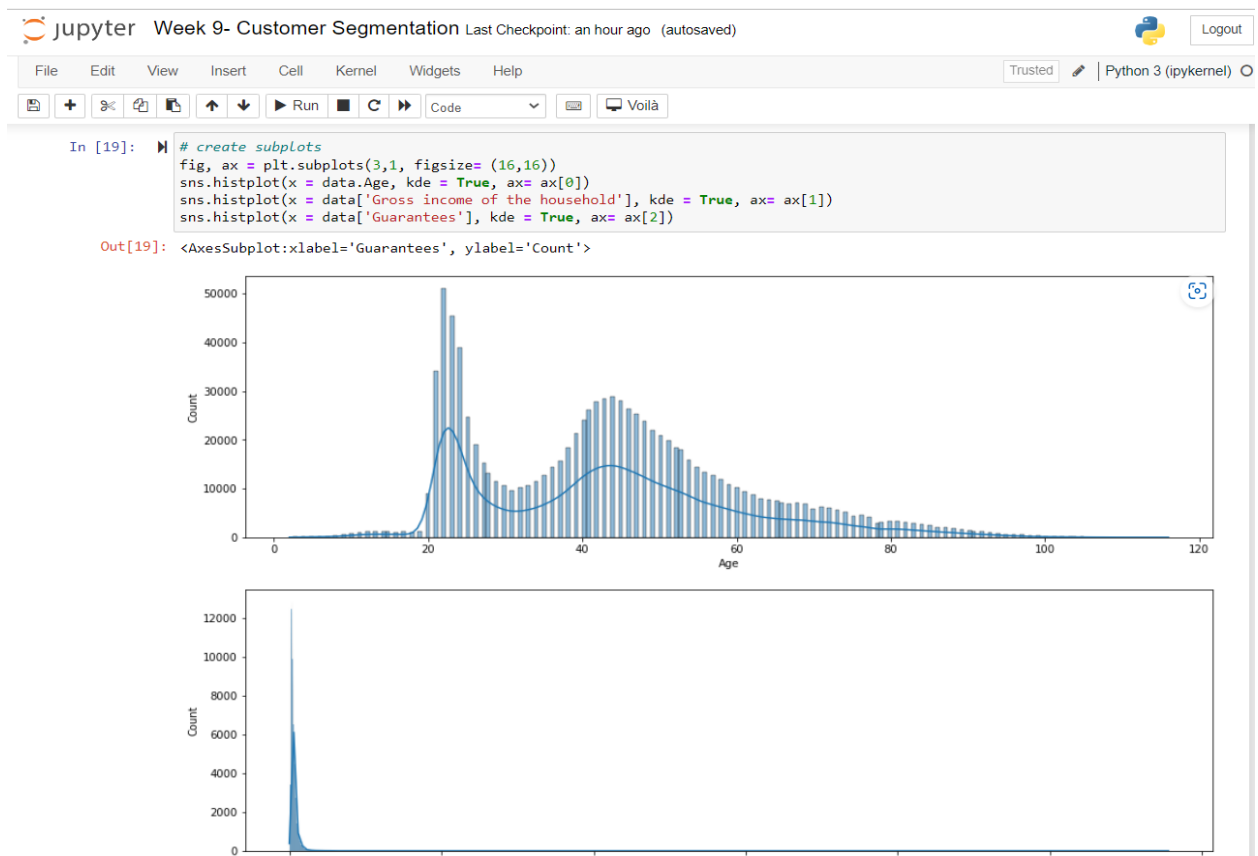 jupyter Week 9- Customer Segmentation Last Checkpoint: an hour ago (autosaved) Logout
File Edit View Insert Cell Kernel Widgets Help Trusted Python 3 (ipykernel)
Run Code Voilà
In [19]: # create subplots
fig, ax = plt.subplots(3,1, figsize= (16,16))
sns.histplot(x = data.Age, kde = True, ax= ax[0])
sns.histplot(x = data['Gross income of the household'], kde = True, ax= ax[1])
sns.histplot(x = data['Guarantees'], kde = True, ax= ax[2])
Out[19]: <AxesSubplot:xlabel='Guarantees', ylabel='Count'>
50000
40000
30000
Count
20000
10000
0
0 20 40 60 80 100 120
Age
12000
10000
8000
Count
6000
4000
2000
0